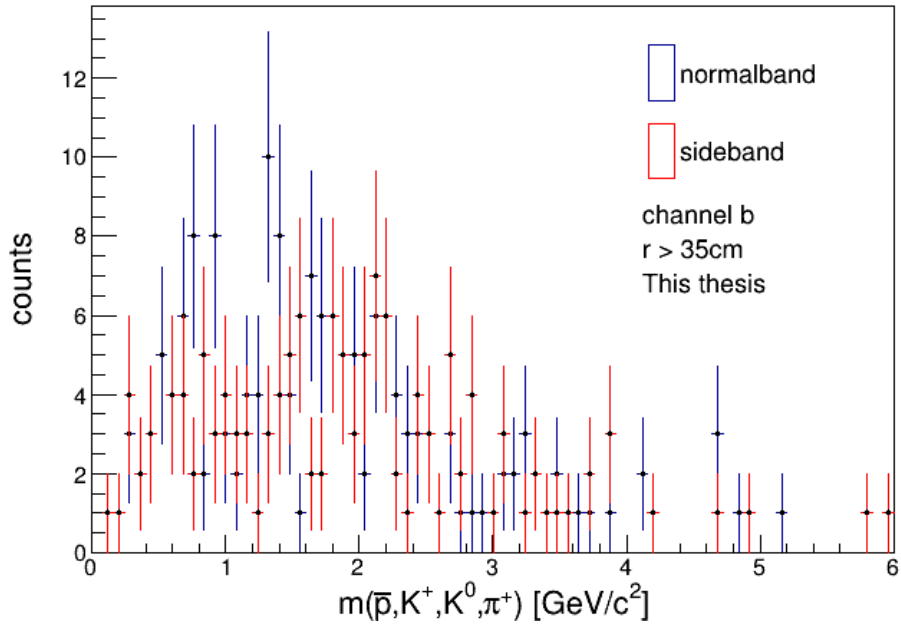 normalband
sideband
channel b
r > 35cm
This thesis
counts
12
10
8
6
4
2
0
0 1 2 3 4 5 6
m(p̅,K⁺,K⁰,π⁺) [GeV/c²]